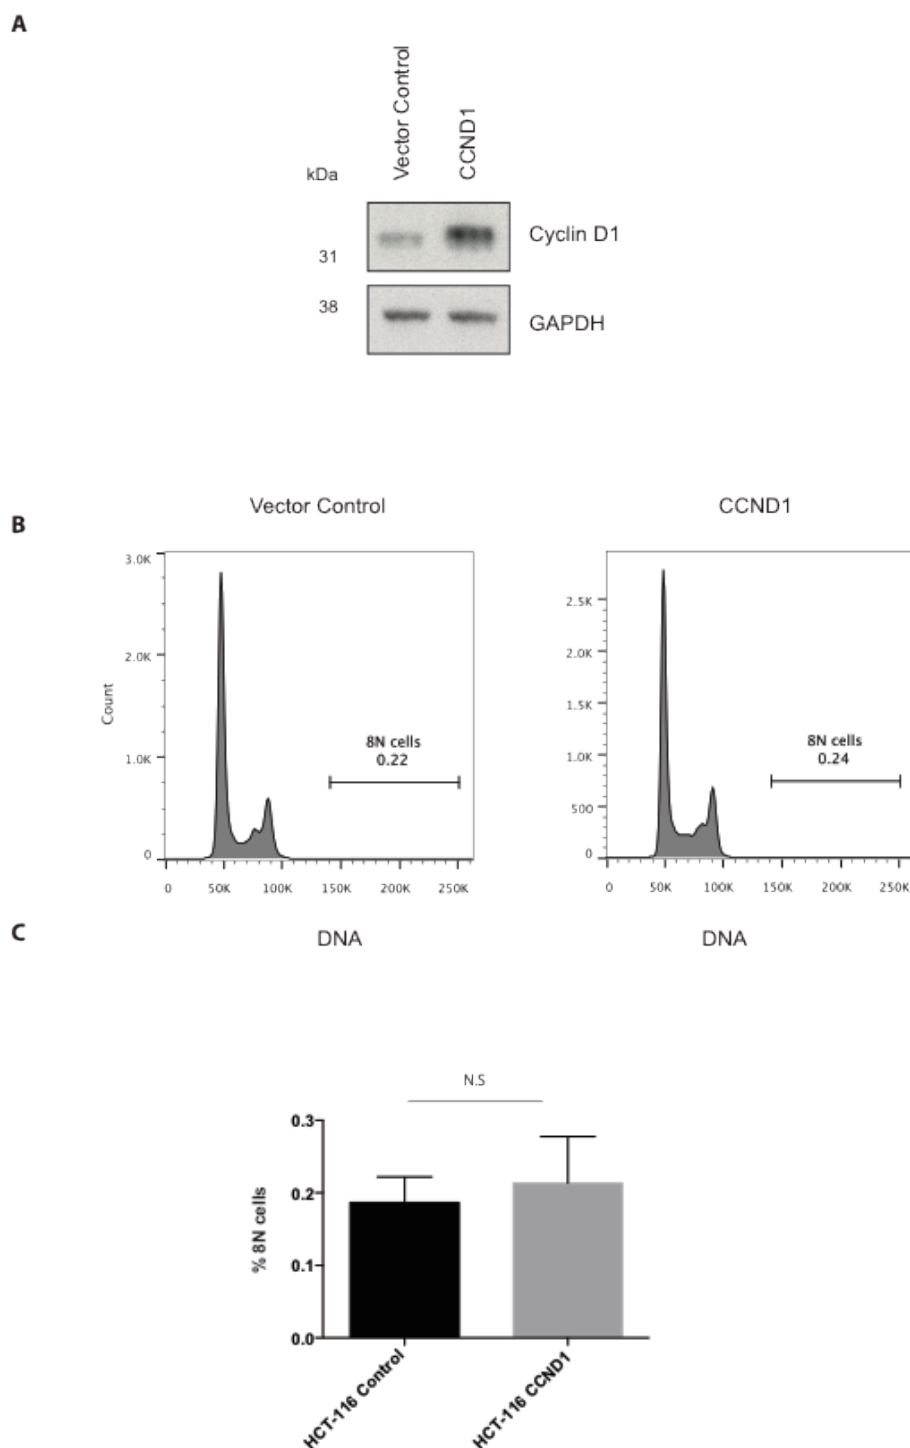 A
Vector Control
CCND1
kDa
31
Cyclin D1
38
GAPDH
B
Vector Control
CCND1
3.0K
2.0K
1.0K
0
Count
8N cells
0.22
0
50K
100K
150K
200K
250K
DNA
2.5K
2.0K
1.5K
1.0K
500
0
8N cells
0.24
0
50K
100K
150K
200K
250K
DNA
C
N.S
0.3
0.2
0.1
0.0
% 8N cells
HCT-116 Control
HCT-116 CCND1